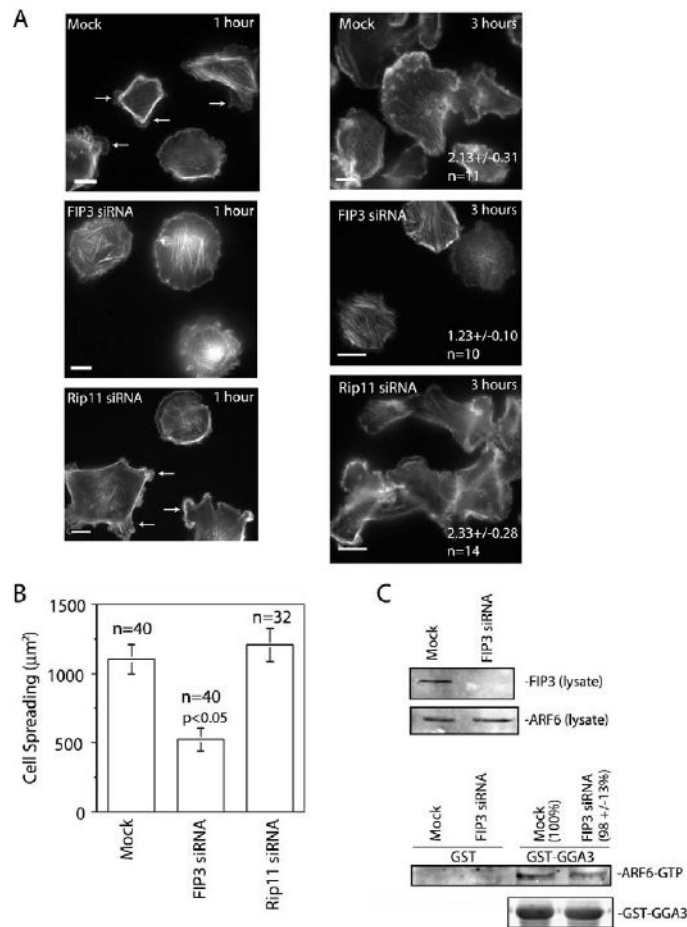 A
Mock
1 hour
Mock
3 hours
2.13+/-0.31
n=11
FIP3 siRNA
1 hour
FIP3 siRNA
3 hours
1.23+/-0.10
n=10
Rip11 siRNA
1 hour
Rip11 siRNA
3 hours
2.33+/-0.28
n=14
B
Cell Spreading (μm²)
1500
1000
500
0
n=40
n=40
p<0.05
n=32
Mock
FIP3 siRNA
Rip11 siRNA
C
Mock
FIP3 siRNA
-FIP3 (lysate)
-ARF6 (lysate)
Mock
FIP3 siRNA
Mock
(100%)
FIP3 siRNA
(98 +/-13%)
GST
GST-GGA3
-ARF6-GTP
-GST-GGA3